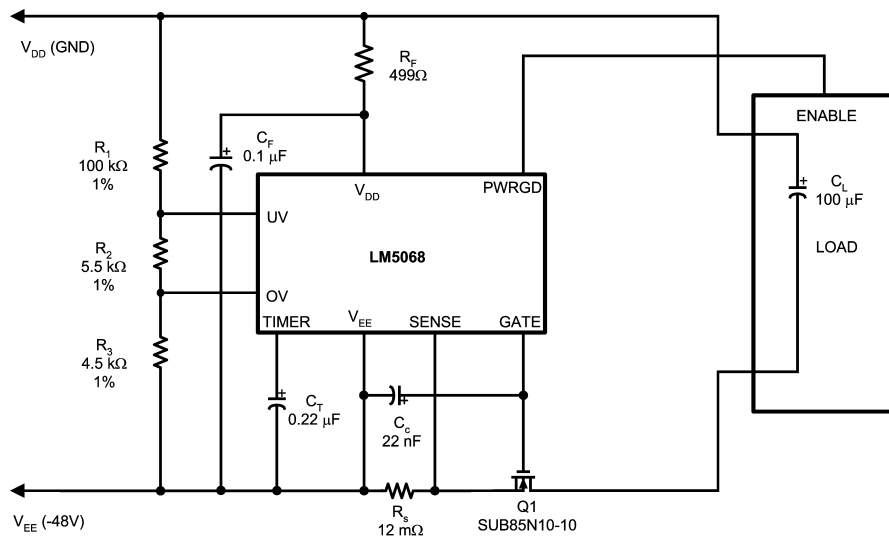 V_DD (GND)
R_F
499Ω
ENABLE
C_F
0.1 µF
R_1
100 kΩ
1%
V_DD
PWRGD
C_L
100 µF
UV
R_2
5.5 kΩ
1%
LM5068
LOAD
OV
TIMER
V_EE
SENSE
GATE
R_3
4.5 kΩ
1%
C_T
0.22 µF
C_c
22 nF
V_EE (-48V)
R_s
12 mΩ
Q1
SUB85N10-10